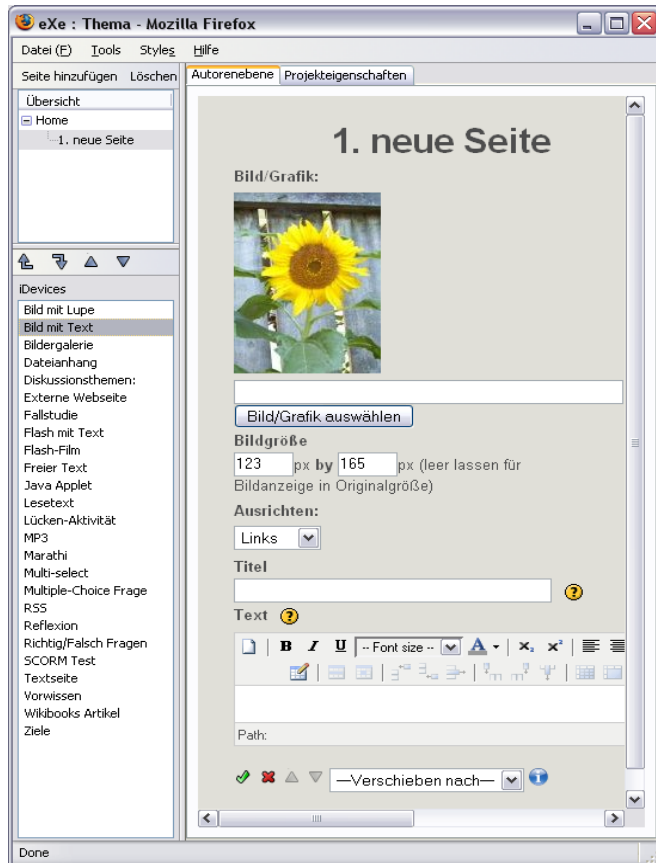 eXe : Thema - Mozilla Firefox
Datei (F) Tools Styles Hilfe
Seite hinzufügen Löschen
Autorenebene Projekteigenschaften
Übersicht
Home
1. neue Seite
iDevices
Bild mit Lupe
Bild mit Text
Bildergalerie
Dateianhang
Diskussionsthemen:
Externe Webseite
Fallstudie
Flash mit Text
Flash-Film
Freier Text
Java Applet
Lesetext
Lücken-Aktivität
MP3
Marathi
Multi-select
Multiple-Choice Frage
RSS
Reflexion
Richtig/Falsch Fragen
SCORM Test
Textseite
Vorwissen
Wikibooks Artikel
Ziele
1. neue Seite
Bild/Grafik:
Bild/Grafik auswählen
Bildgröße
123 px by 165 px (leer lassen für
Bildanzeige in Originalgröße)
Ausrichten:
Links
Titel
Text
B I U -- Font size -- A x₂ x²
Path:
—Verschieben nach—
Done